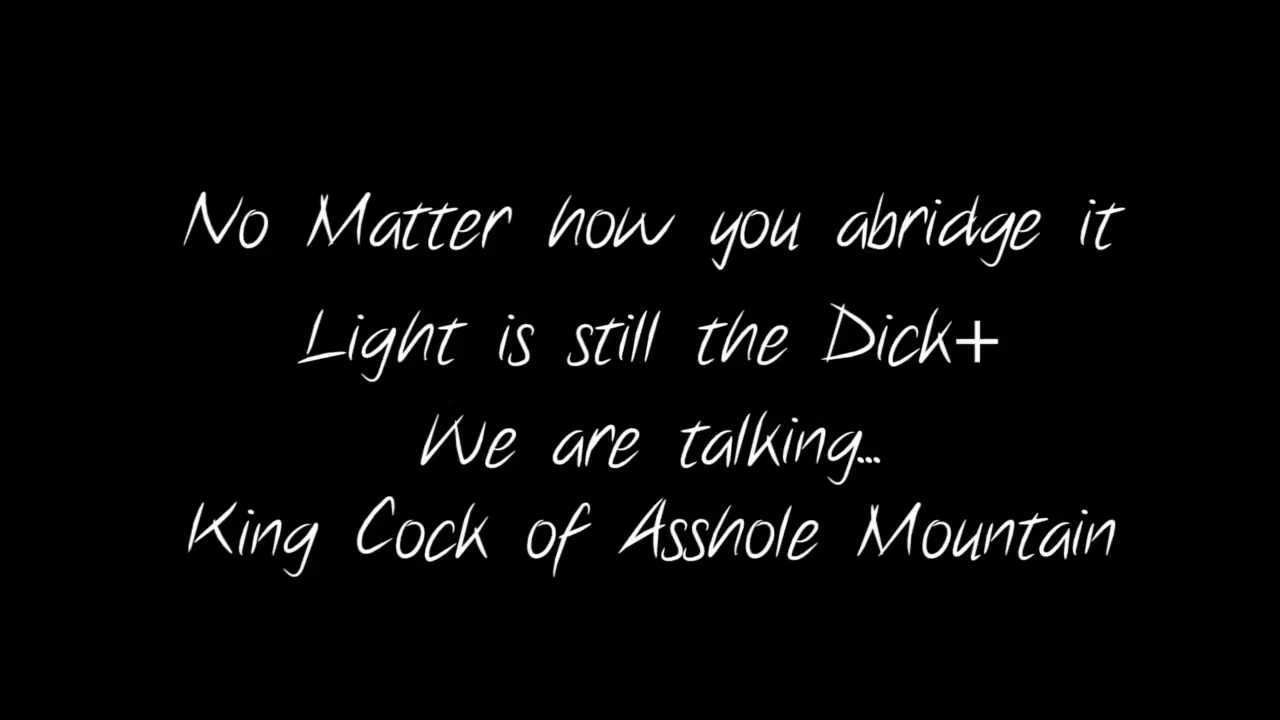 No Matter how you abridge it
Light is still the Dick+
We are talking...
King Cock of Asshole Mountain